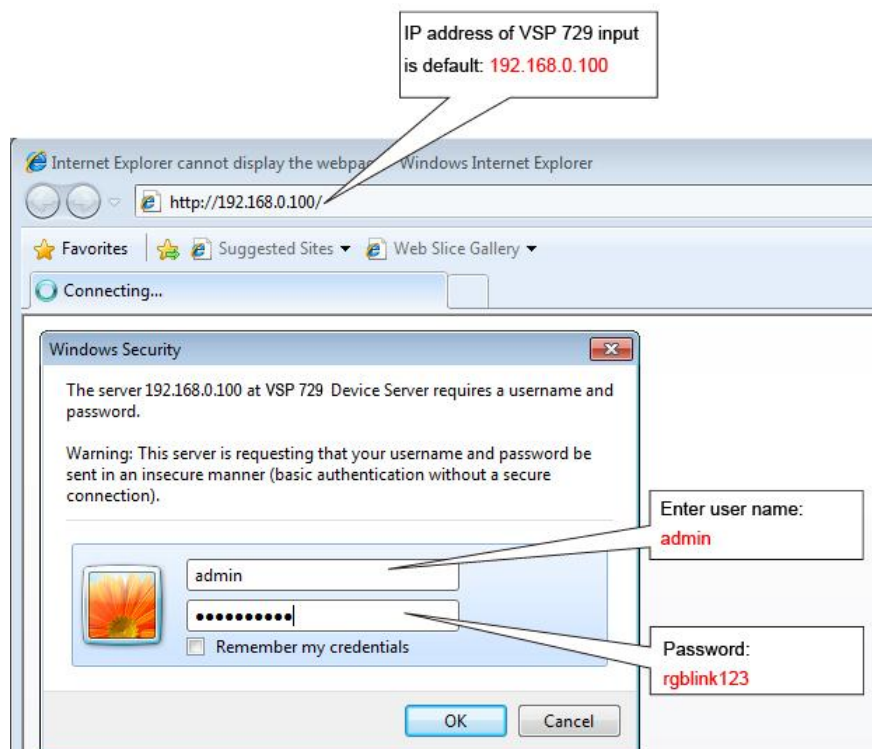 IP address of VSP 729 input
is default: 192.168.0.100
Internet Explorer cannot display the webpag
Windows Internet Explorer
http://192.168.0.100/
Favorites
Suggested Sites
Web Slice Gallery
Connecting...
Windows Security
The server 192.168.0.100 at VSP 729 Device Server requires a username and
password.
Warning: This server is requesting that your username and password be
sent in an insecure manner (basic authentication without a secure
connection).
Enter user name:
admin
admin
●●●●●●●●●●
Remember my credentials
Password:
rgblink123
OK
Cancel